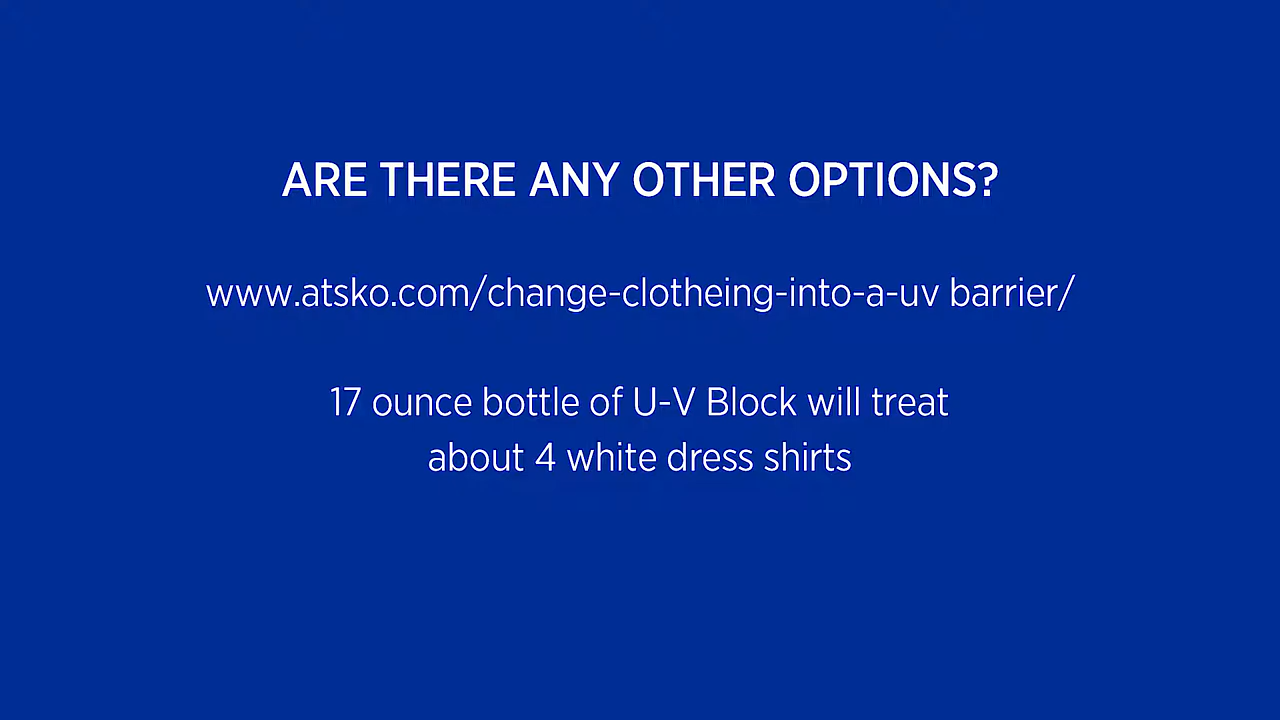 ARE THERE ANY OTHER OPTIONS?
www.atsko.com/change-clotheing-into-a-uv barrier/
17 ounce bottle of U-V Block will treat
about 4 white dress shirts